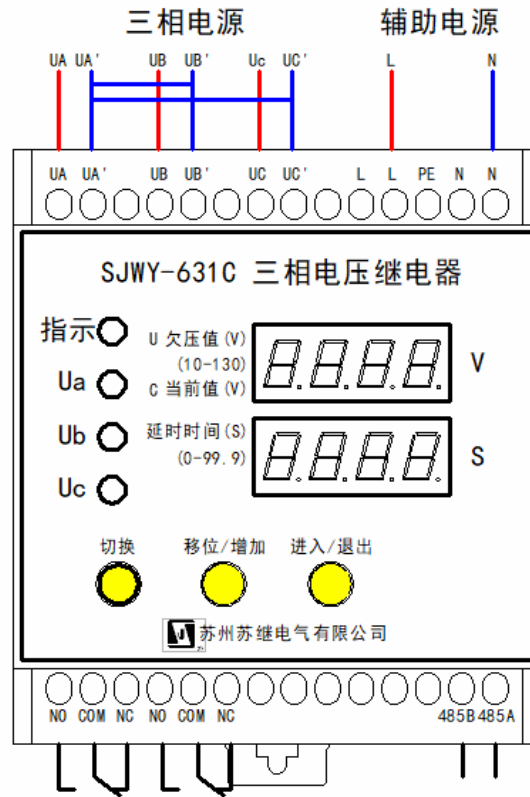 三相电源 辅助电源
UA UA' UB UB' Uc UC' L N
UA UA' UB UB' UC UC' L L PE N N
SJWY-631C 三相电压继电器
指示
U 欠压值(V)
(10-130)
C 当前值(V)
V
Ua
Ub
延时时间(S)
(0-99.9)
S
Uc
切换 移位/增加 进入/退出
苏州苏继电气有限公司
NO COM NC NO COM NC 485B 485A